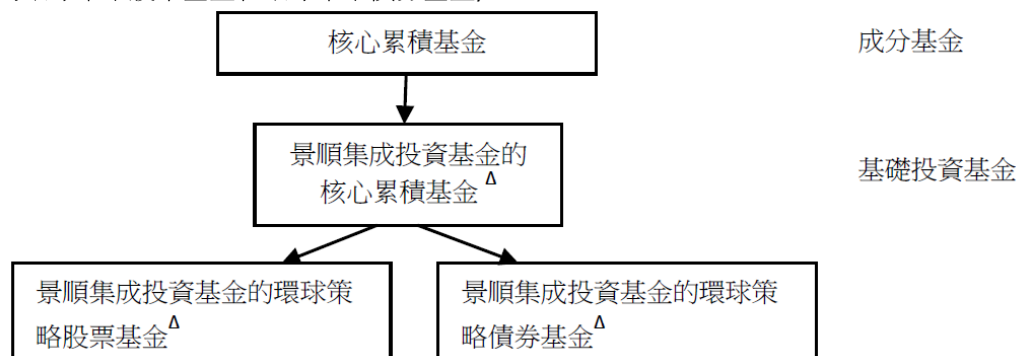 核心累積基金
成分基金
景順集成投資基金的
核心累積基金 Δ
基礎投資基金
景順集成投資基金的環球策
略股票基金Δ
景順集成投資基金的環球策
略債券基金Δ